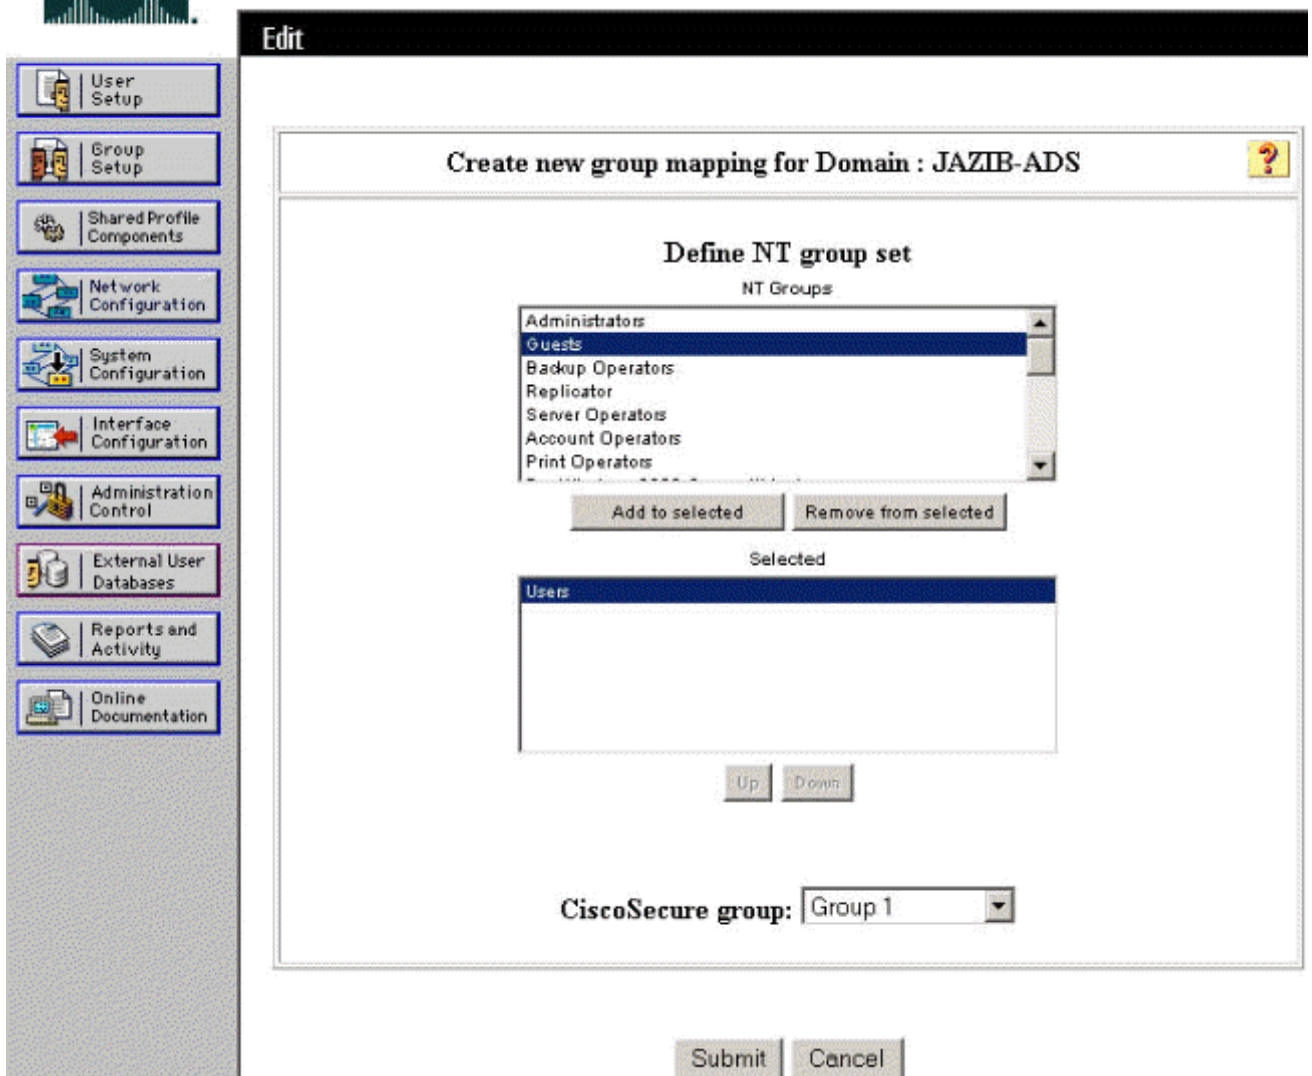 Edit
User
Setup
Group
Setup
Shared Profile
Components
Network
Configuration
System
Configuration
Interface
Configuration
Administration
Control
External User
Databases
Reports and
Activity
Online
Documentation
Create new group mapping for Domain : JAZIB-ADS
?
Define NT group set
NT Groups
Administrators
Guests
Backup Operators
Replicator
Server Operators
Account Operators
Print Operators
Add to selected
Remove from selected
Selected
Users
Up
Down
CiscoSecure group:
Group 1
Submit
Cancel